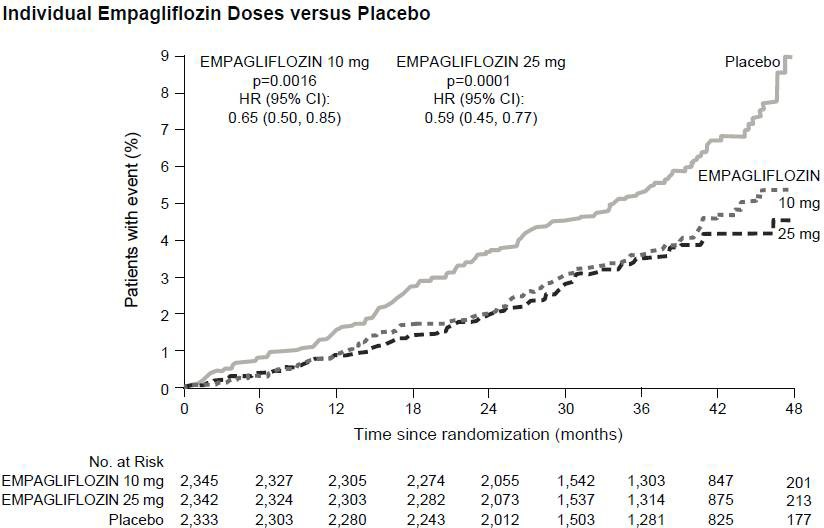 Individual Empagliflozin Doses versus Placebo
EMPAGLIFLOZIN 10 mg
p=0.0016
HR (95% CI):
0.65 (0.50, 0.85)
EMPAGLIFLOZIN 25 mg
p=0.0001
HR (95% CI):
0.59 (0.45, 0.77)
Placebo
EMPAGLIFLOZIN
10 mg
25 mg
Patients with event (%)
9
8
7
6
5
4
3
2
1
0
0 6 12 18 24 30 36 42 48
Time since randomization (months)
No. at Risk
EMPAGLIFLOZIN 10 mg 2,345 2,327 2,305 2,274 2,055 1,542 1,303 847 201
EMPAGLIFLOZIN 25 mg 2,342 2,324 2,303 2,282 2,073 1,537 1,314 875 213
Placebo 2,333 2,303 2,280 2,243 2,012 1,503 1,281 825 177